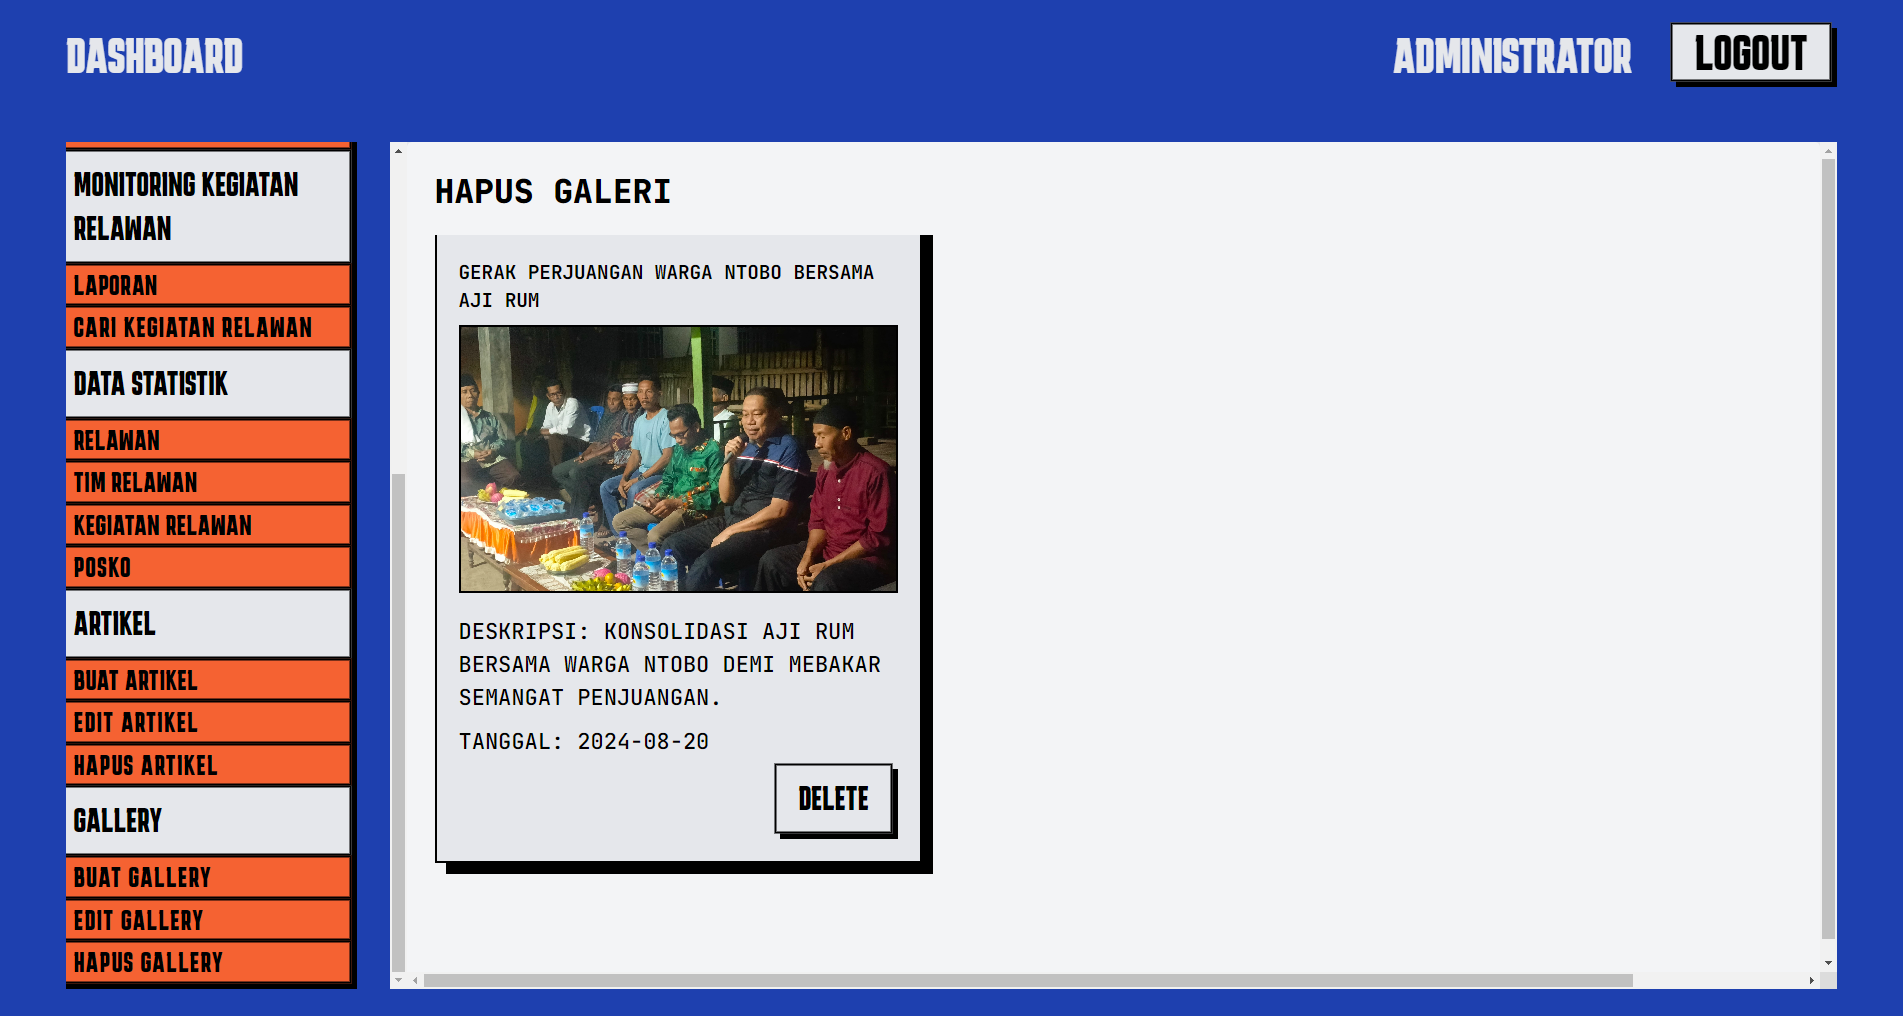 DASHBOARD
ADMINISTRATOR
LOGOUT
MONITORING KEGIATAN
RELAWAN
LAPORAN
CARI KEGIATAN RELAWAN
DATA STATISTIK
RELAWAN
TIM RELAWAN
KEGIATAN RELAWAN
POSKO
ARTIKEL
BUAT ARTIKEL
EDIT ARTIKEL
HAPUS ARTIKEL
GALLERY
BUAT GALLERY
EDIT GALLERY
HAPUS GALLERY
HAPUS GALERI
GERAK PERJUANGAN WARGA NTOBO BERSAMA
AJI RUM
DESKRIPSI: KONSOLIDASI AJI RUM
BERSAMA WARGA NTOBO DEMI MEBAKAR
SEMANGAT PENJUANGAN.
TANGGAL: 2024-08-20
DELETE